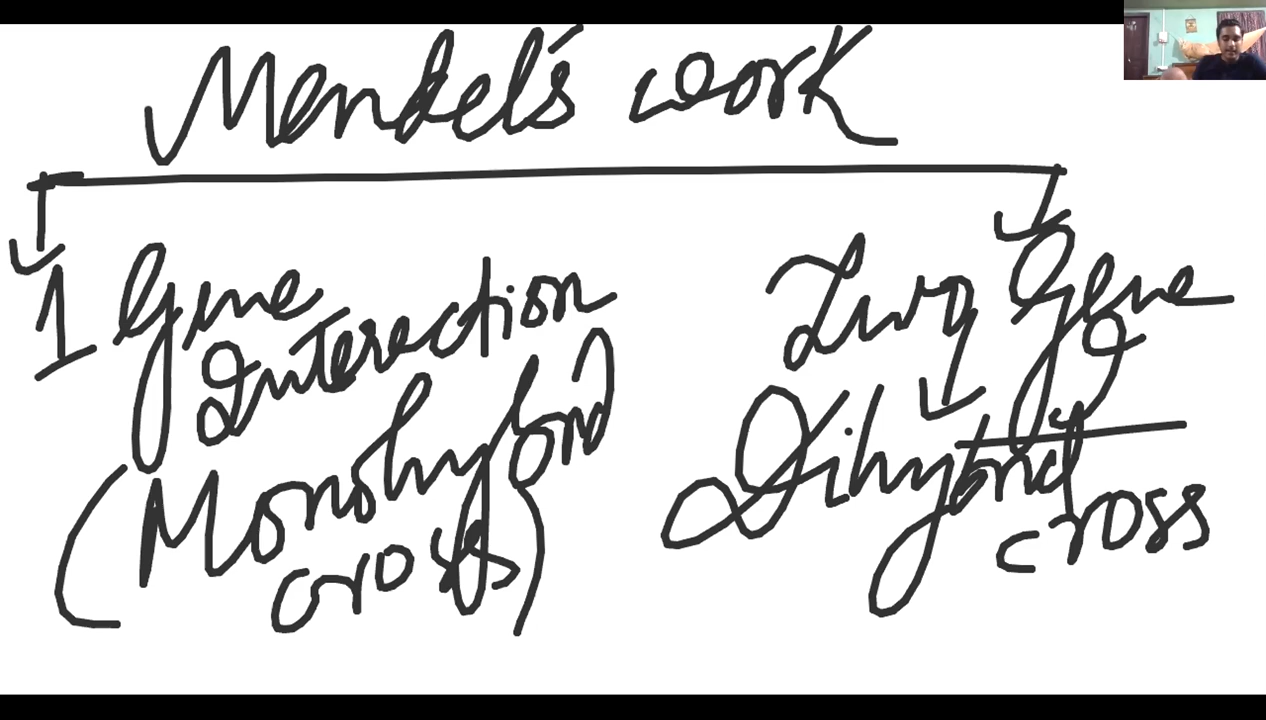 Mendel's work
1 Gene
Interection
(Monohybrid
cross)
Two Gene
Dihybrid
cross